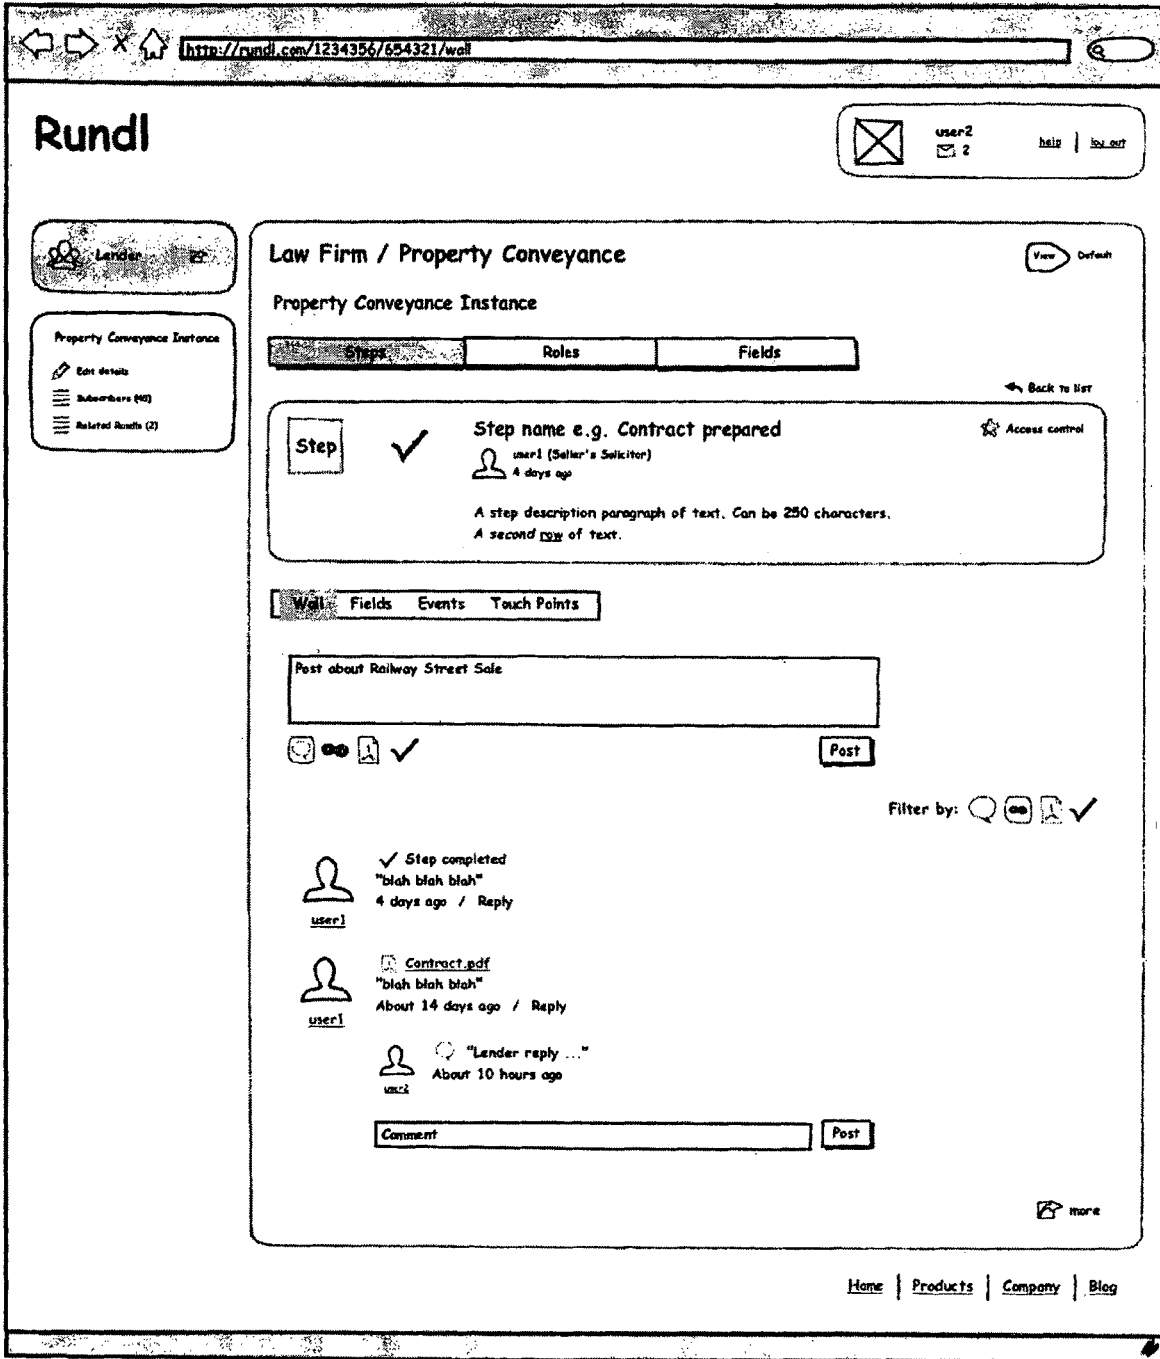 http://rundl.com/1234356/654321/wall
Rundl
user2
2
help | log out
Lender
Law Firm / Property Conveyance
View Default
Property Conveyance Instance
Property Conveyance Instance
Edit details
Subscribers (40)
Related Rundls (2)
Steps Roles Fields
Back to list
Step
Step name e.g. Contract prepared
Access control
user1 (Seller's Solicitor)
4 days ago
A step description paragraph of text. Can be 250 characters.
A second row of text.
Wall Fields Events Touch Points
Post about Railway Street Sale
Post
Filter by:
Step completed
"blah blah blah"
4 days ago / Reply
user1
Contract.pdf
"blah blah blah"
About 14 days ago / Reply
user1
"Lender reply ..."
About 10 hours ago
user2
Comment
Post
more
Home | Products | Company | Blog